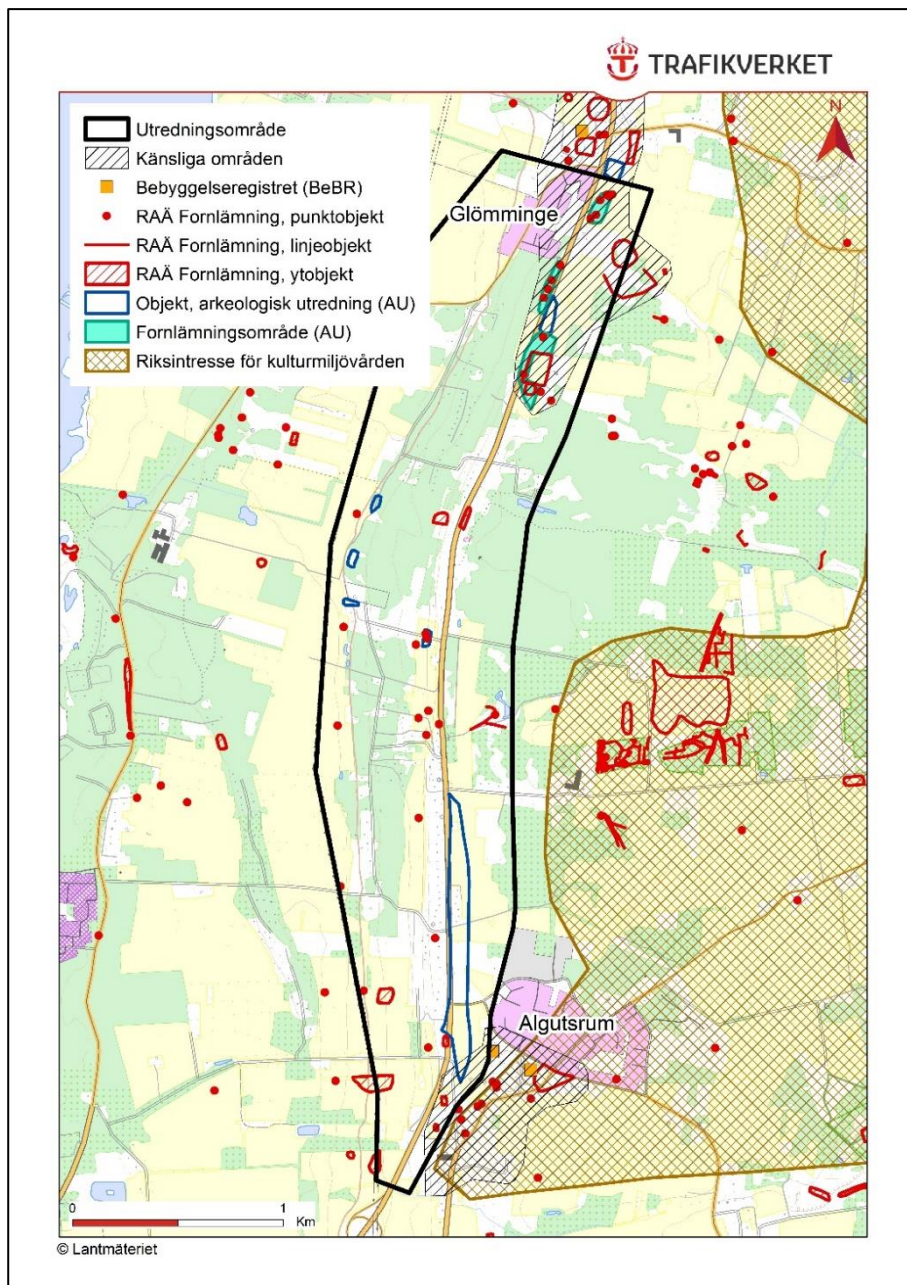 TRAFIKVERKET
N
Utredningsområde
Känsliga områden
Bebyggelseregistret (BeBR)
RAÄ Fornlämning, punktobjekt
RAÄ Fornlämning, linjeobjekt
RAÄ Fornlämning, ytobjekt
Objekt, arkeologisk utredning (AU)
Fornlämningsområde (AU)
Riksintresse för kulturmiljövården
Glömminge
Algutsrum
0 1
Km
© Lantmäteriet